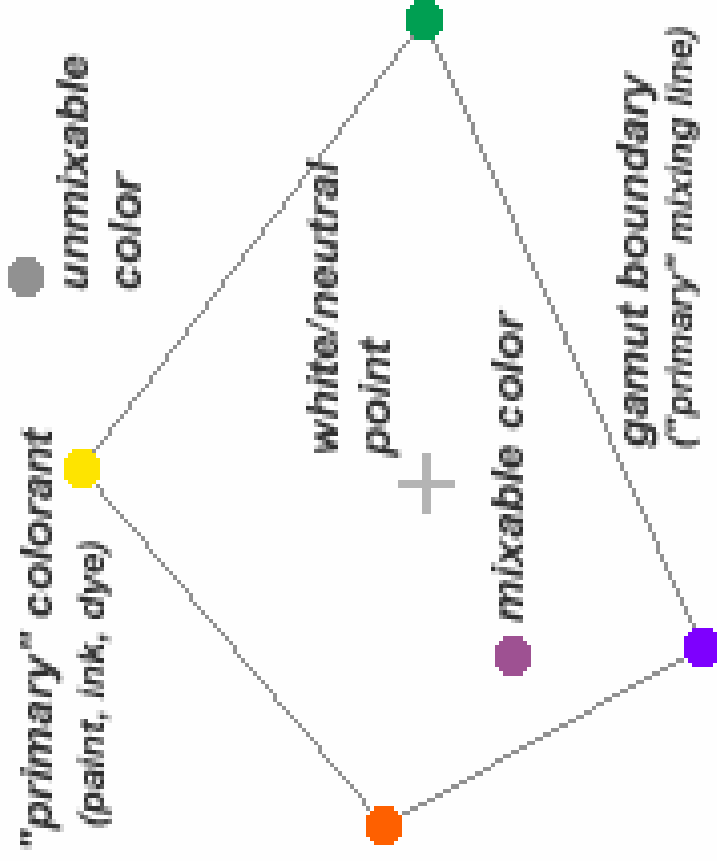 "primary" colorant
(paint, ink, dye)
unmixable
color
white/neutral
point
mixable color
gamut boundary
("primary" mixing line)